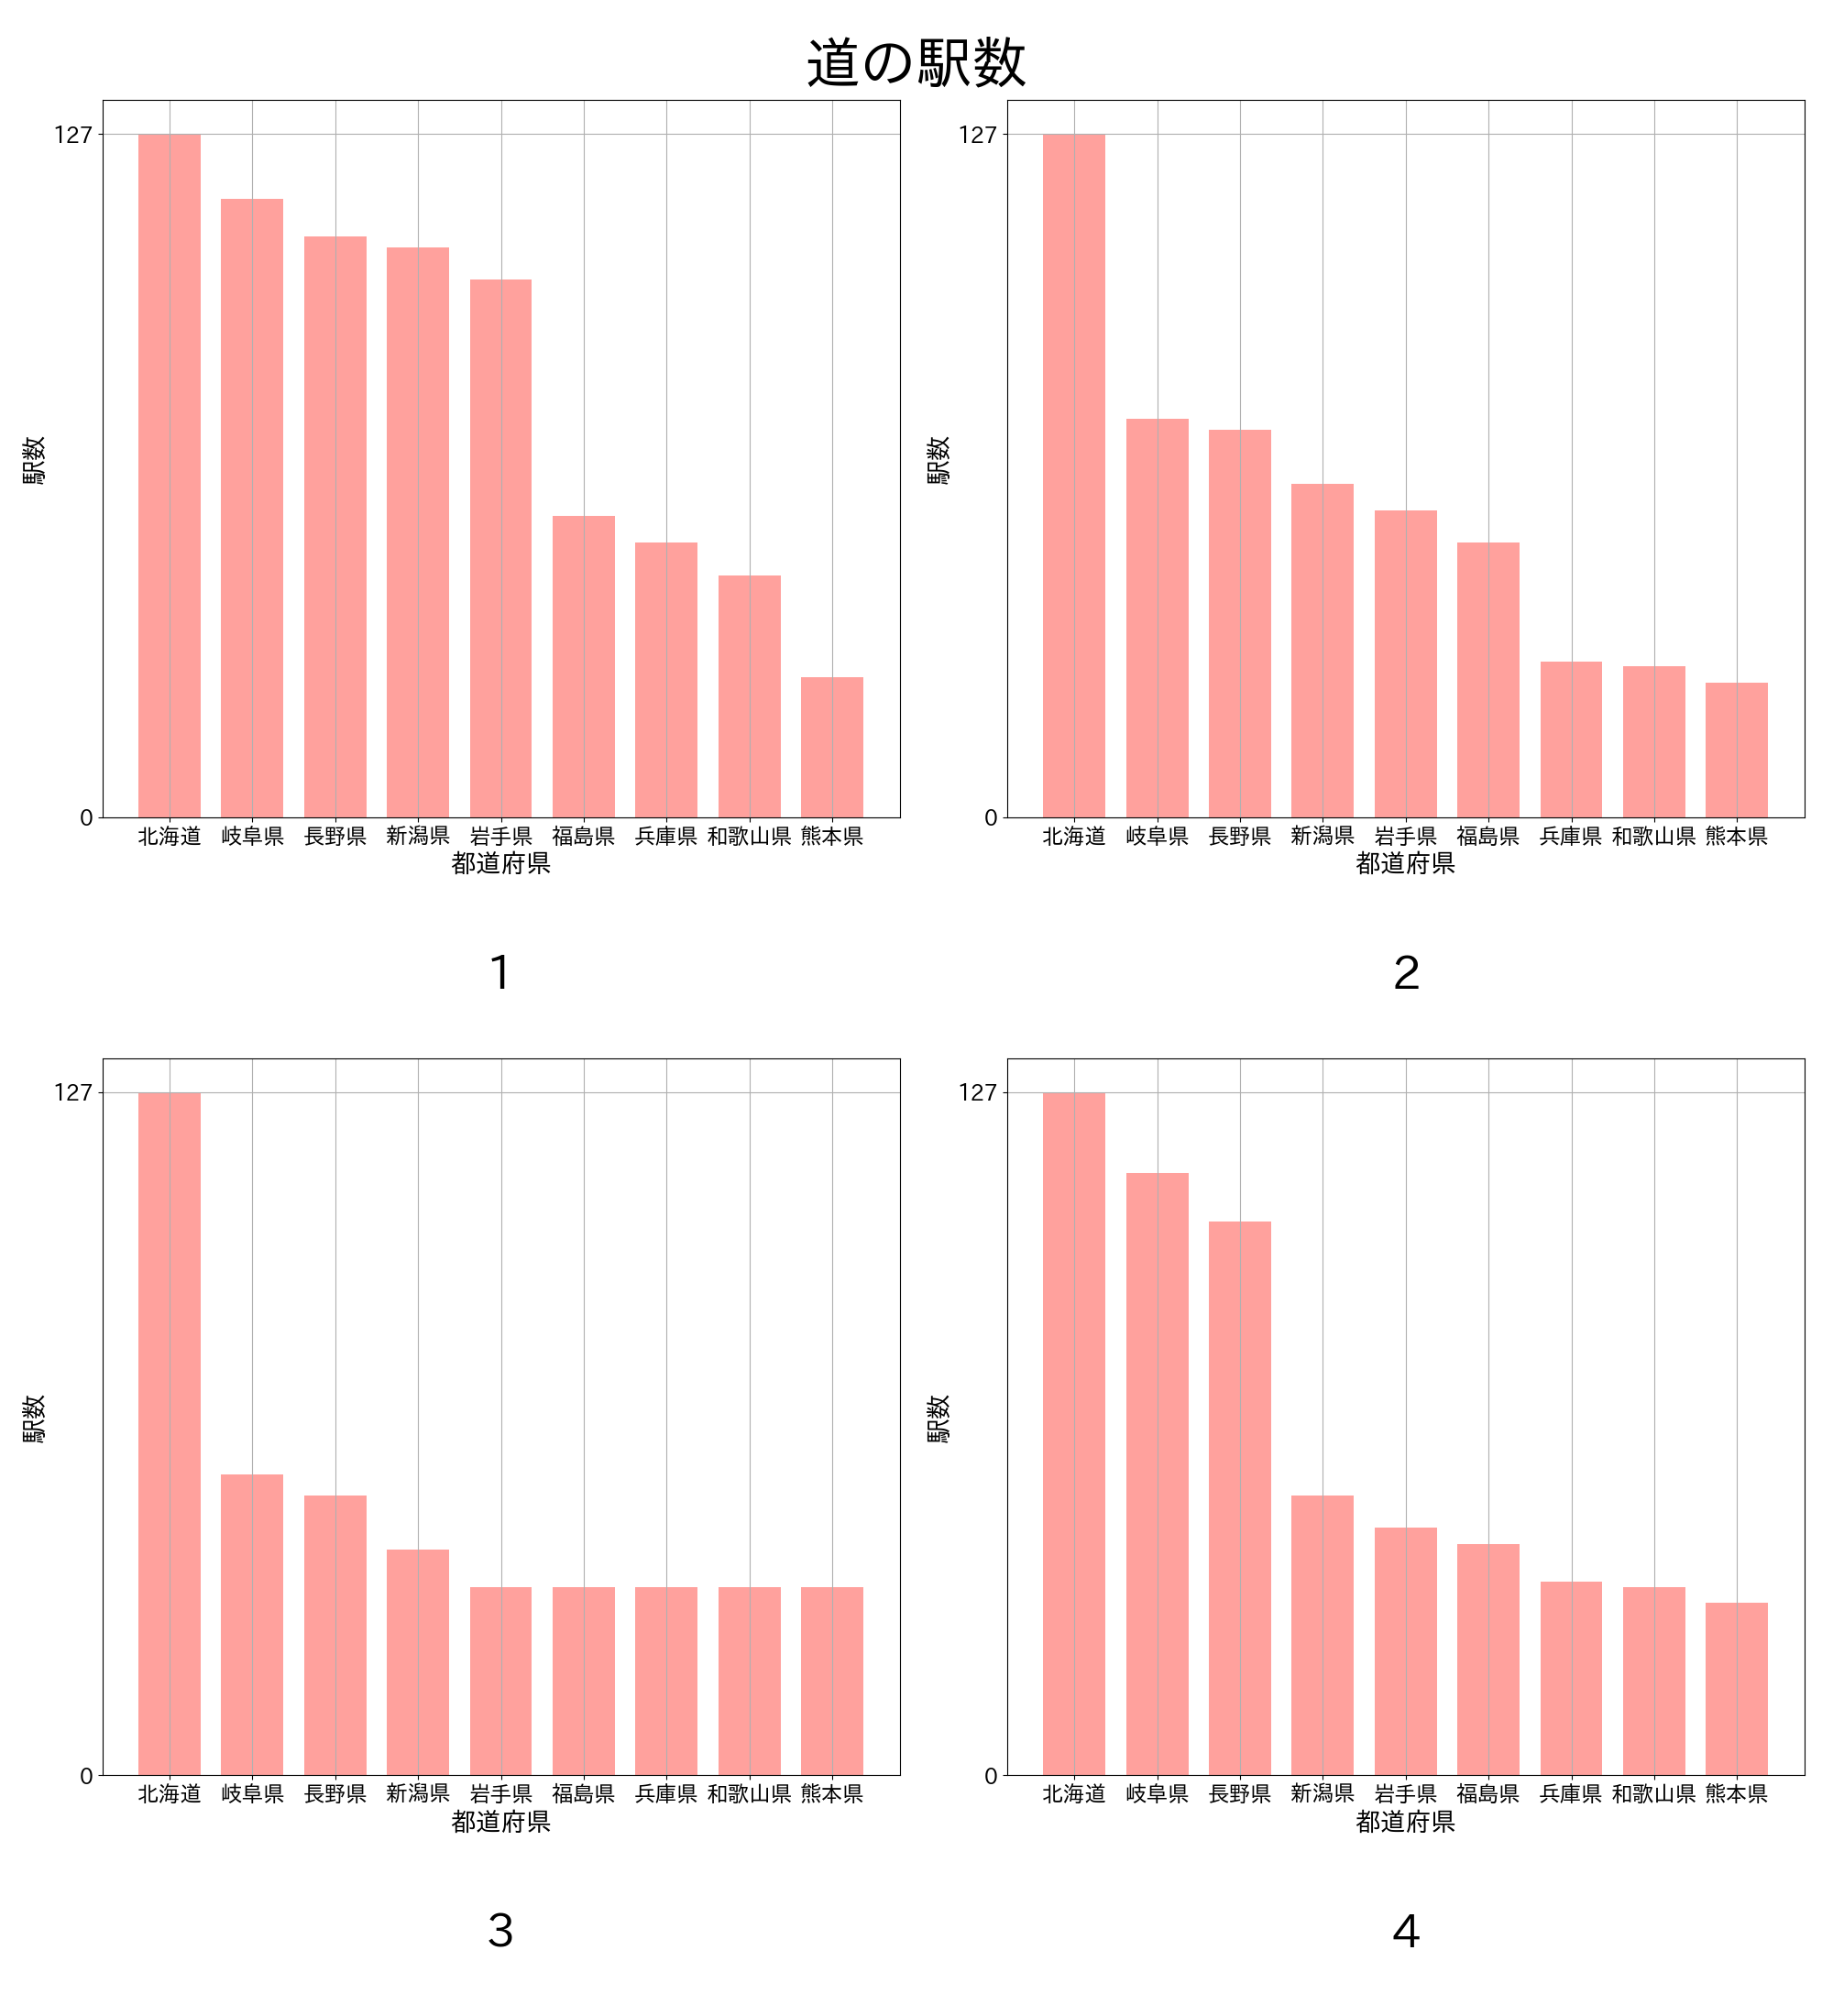 道の駅数
127
0
駅数
北海道 岐阜県 長野県 新潟県 岩手県 福島県 兵庫県 和歌山県 熊本県
都道府県
1
127
0
駅数
北海道 岐阜県 長野県 新潟県 岩手県 福島県 兵庫県 和歌山県 熊本県
都道府県
2
127
0
駅数
北海道 岐阜県 長野県 新潟県 岩手県 福島県 兵庫県 和歌山県 熊本県
都道府県
3
127
0
駅数
北海道 岐阜県 長野県 新潟県 岩手県 福島県 兵庫県 和歌山県 熊本県
都道府県
4